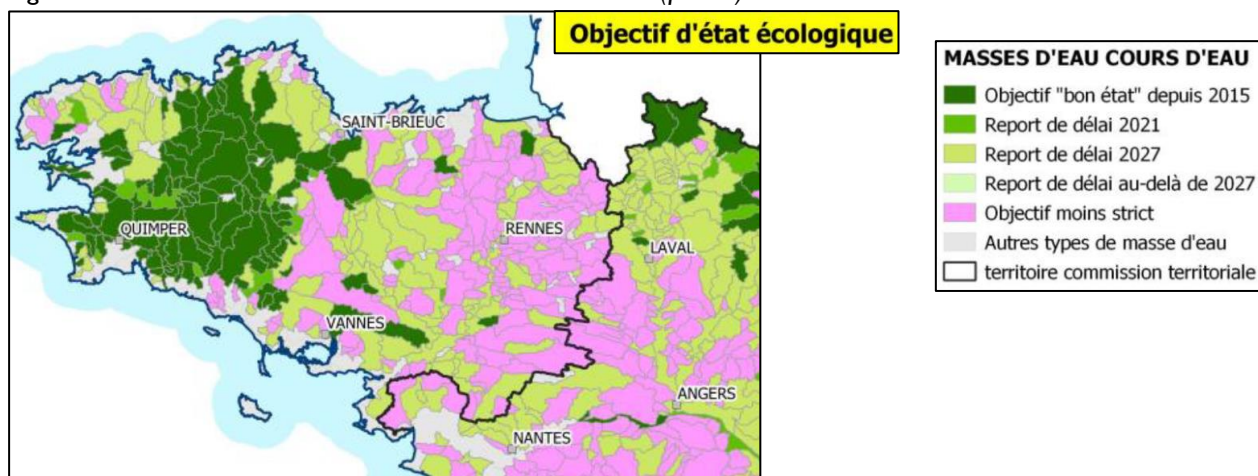 Objectif d'état écologique
SAINT-BRIEUC
QUIMPER
RENNES
LAVAL
VANNES
ANGERS
NANTES
MASSES D'EAU COURS D'EAU
Objectif "bon état" depuis 2015
Report de délai 2021
Report de délai 2027
Report de délai au-delà de 2027
Objectif moins strict
Autres types de masse d'eau
territoire commission territoriale